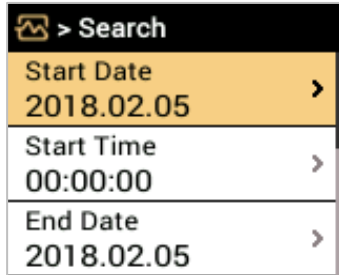 > Search
Start Date
2018.02.05
Start Time
00:00:00
End Date
2018.02.05